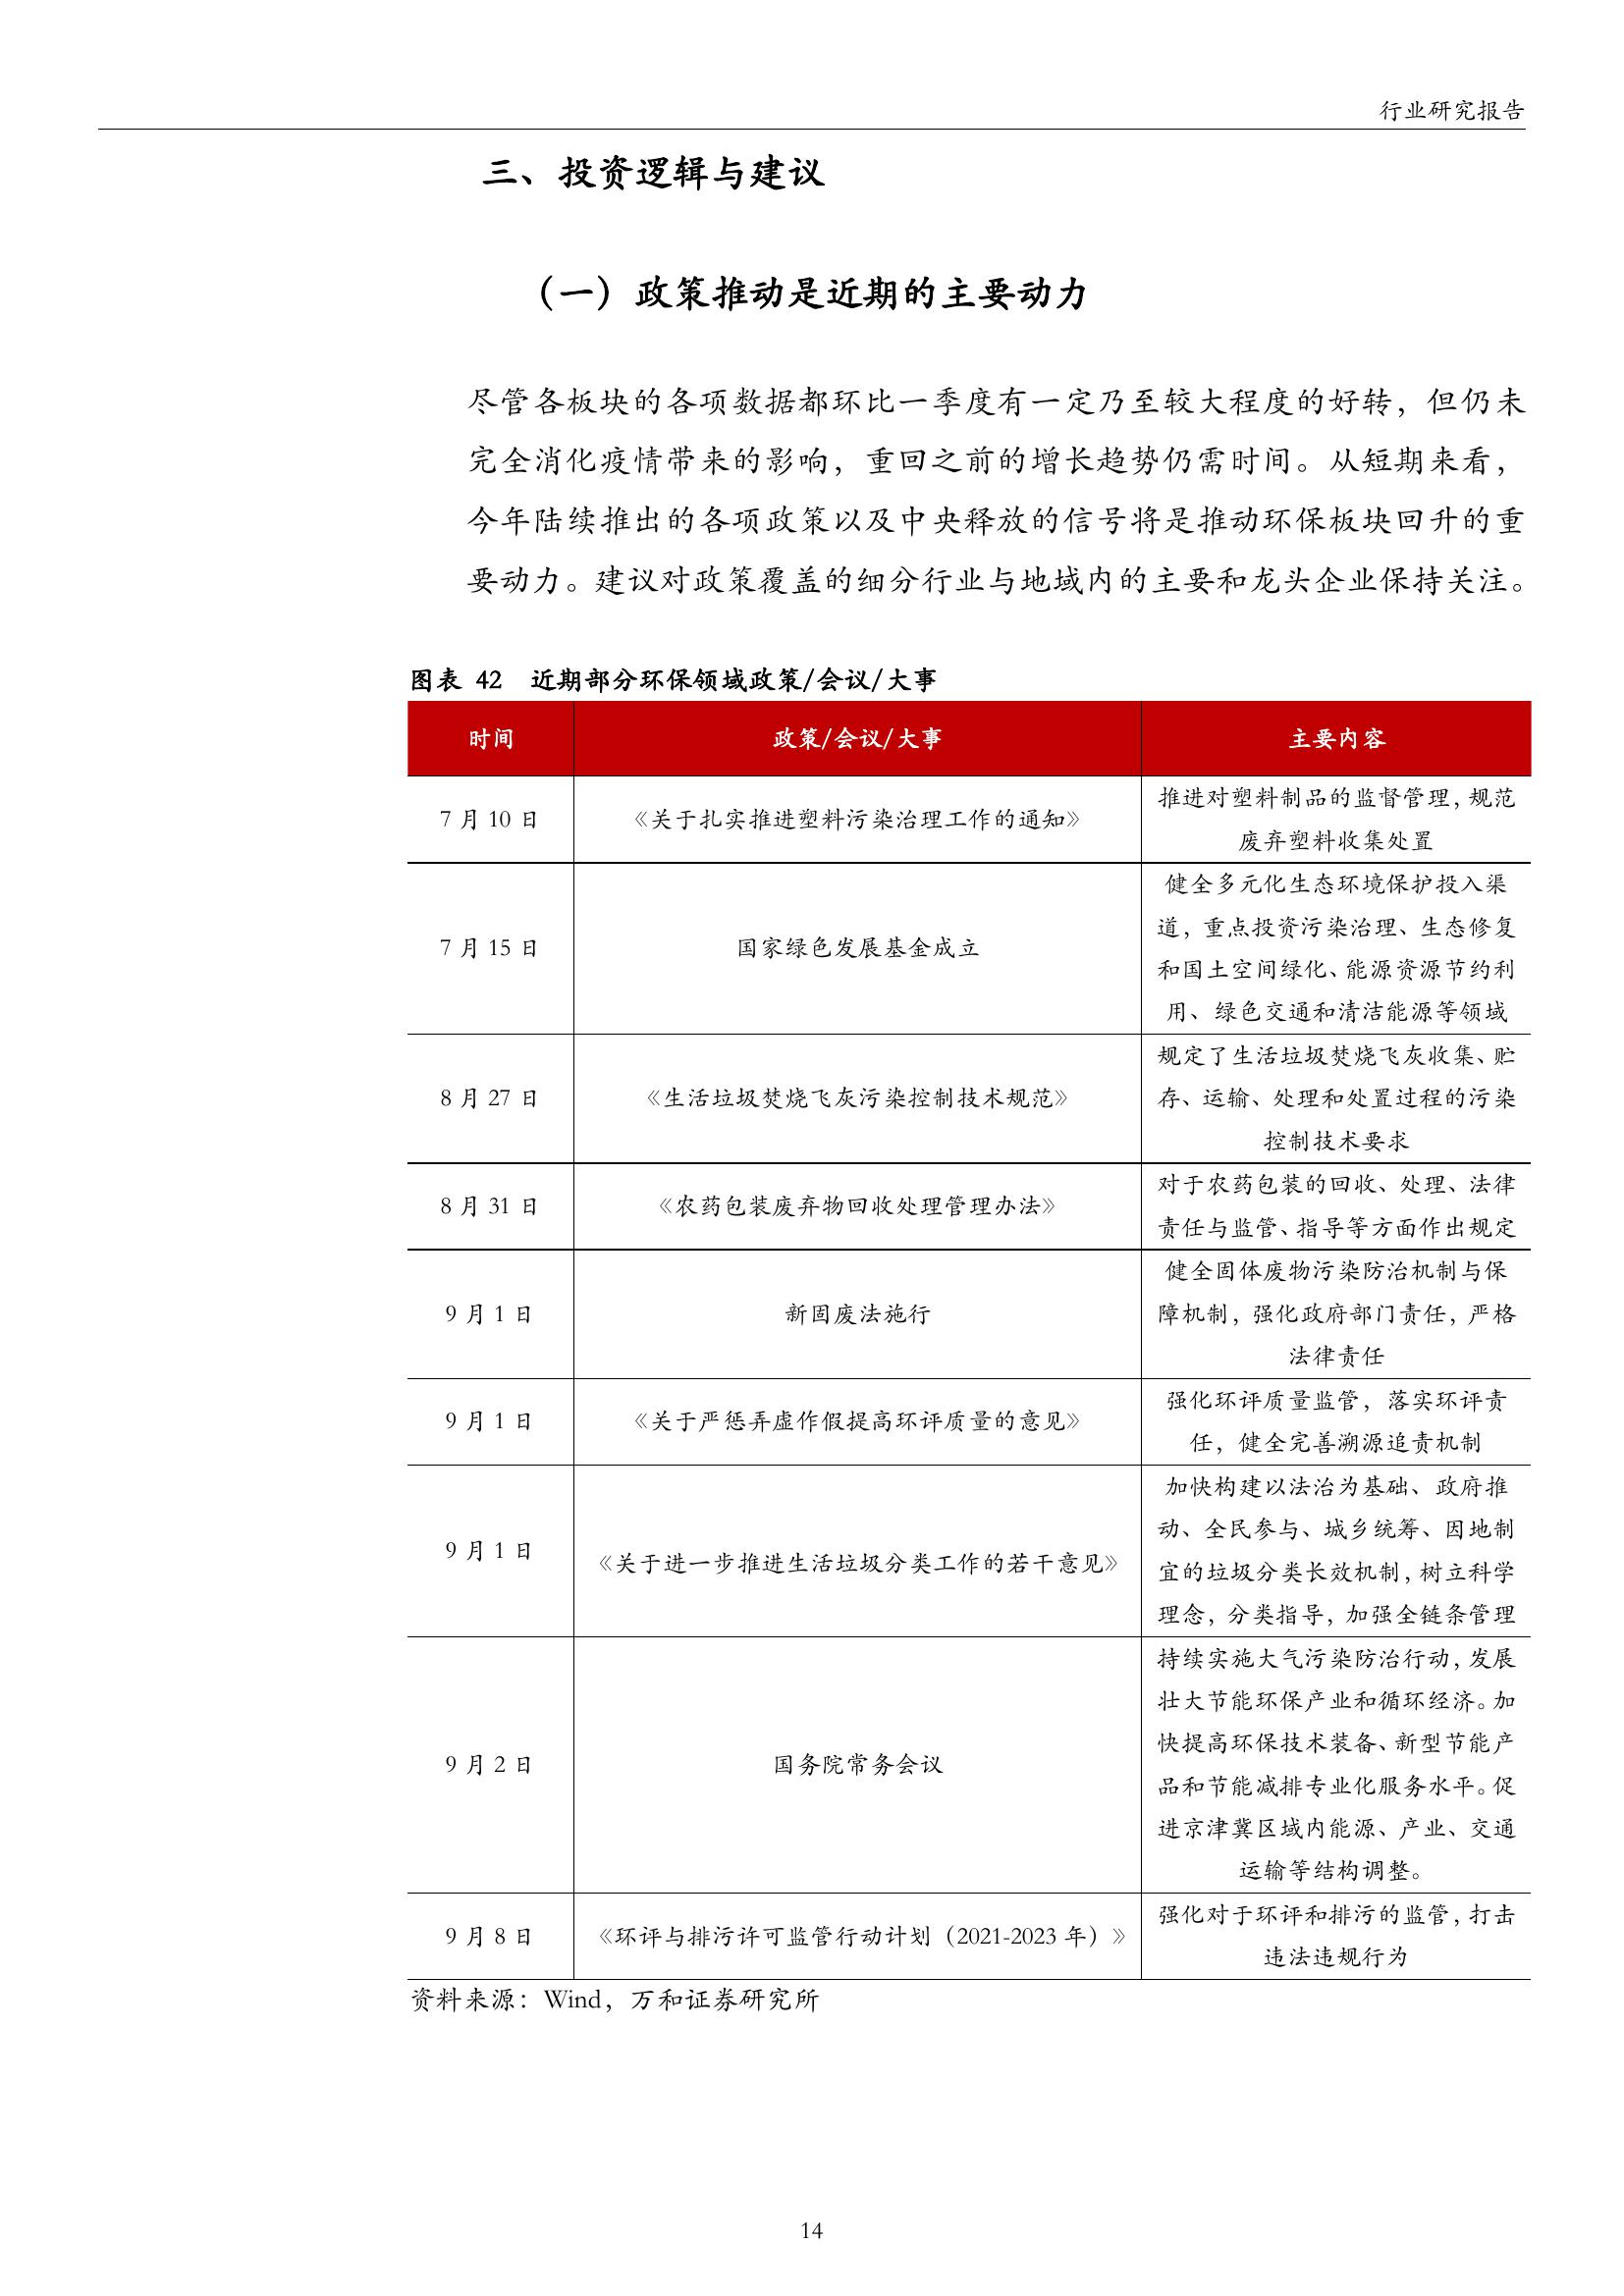 行业研究报告
三、投资逻辑与建议
（一）政策推动是近期的主要动力
尽管各板块的各项数据都环比一季度有一定乃至较大程度的好转，但仍未
完全消化疫情带来的影响，重回之前的增长趋势仍需时间。从短期来看，
今年陆续推出的各项政策以及中央释放的信号将是推动环保板块回升的重
要动力。建议对政策覆盖的细分行业与地域内的主要和龙头企业保持关注。
图表 42 近期部分环保领域政策/会议/大事
时间 政策/会议/大事 主要内容
7 月 10 日 《关于扎实推进塑料污染治理工作的通知》
推进对塑料制品的监督管理，规范
废弃塑料收集处置
7 月 15 日 国家绿色发展基金成立
健全多元化生态环境保护投入渠
道，重点投资污染治理、生态修复
和国土空间绿化、能源资源节约利
用、绿色交通和清洁能源等领域
8 月 27 日 《生活垃圾焚烧飞灰污染控制技术规范》
规定了生活垃圾焚烧飞灰收集、贮
存、运输、处理和处置过程的污染
控制技术要求
8 月 31 日 《农药包装废弃物回收处理管理办法》
对于农药包装的回收、处理、法律
责任与监管、指导等方面作出规定
9 月 1 日 新固废法施行
健全固体废物污染防治机制与保
障机制，强化政府部门责任，严格
法律责任
9 月 1 日 《关于严惩弄虚作假提高环评质量的意见》
强化环评质量监管，落实环评责
任，健全完善溯源追责机制
9 月 1 日 《关于进一步推进生活垃圾分类工作的若干意见》
加快构建以法治为基础、政府推
动、全民参与、城乡统筹、因地制
宜的垃圾分类长效机制，树立科学
理念，分类指导，加强全链条管理
9 月 2 日 国务院常务会议
持续实施大气污染防治行动，发展
壮大节能环保产业和循环经济。加
快提高环保技术装备、新型节能产
品和节能减排专业化服务水平。促
进京津冀区域内能源、产业、交通
运输等结构调整。
9 月 8 日 《环评与排污许可监管行动计划（2021-2023 年）》
强化对于环评和排污的监管，打击
违法违规行为
资料来源：Wind，万和证券研究所
14